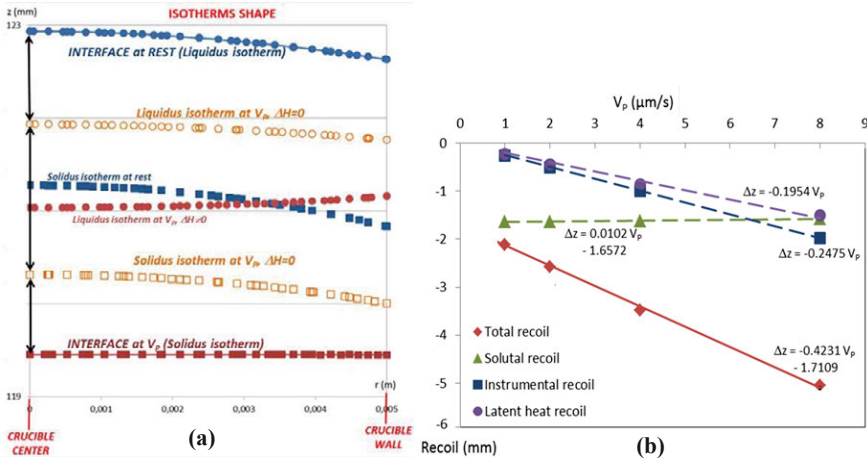 ISOTHERMS SHAPE
z (mm)
123
INTERFACE at REST (Liquidus isotherm)
Liquidus isotherm at VP, ΔH=0
Solidus isotherm at rest
Liquidus isotherm at VP, ΔH≠0
Solidus isotherm at VP, ΔH=0
INTERFACE at VP (Solidus isotherm)
r (m)
119
0 0,001 0,002 0,003 0,004 0,005
CRUCIBLE CENTER
(a)
CRUCIBLE WALL
VP (µm/s)
0 1 2 3 4 5 6 7 8 9
0
-1
-2
-3
-4
-5
-6
Δz = -0.1954 VP
Δz = 0.0102 VP
- 1.6572
Δz = -0.2475 VP
Total recoil
Solutal recoil
Instrumental recoil
Latent heat recoil
Δz = -0.4231 VP
- 1.7109
Recoil (mm)
(b)